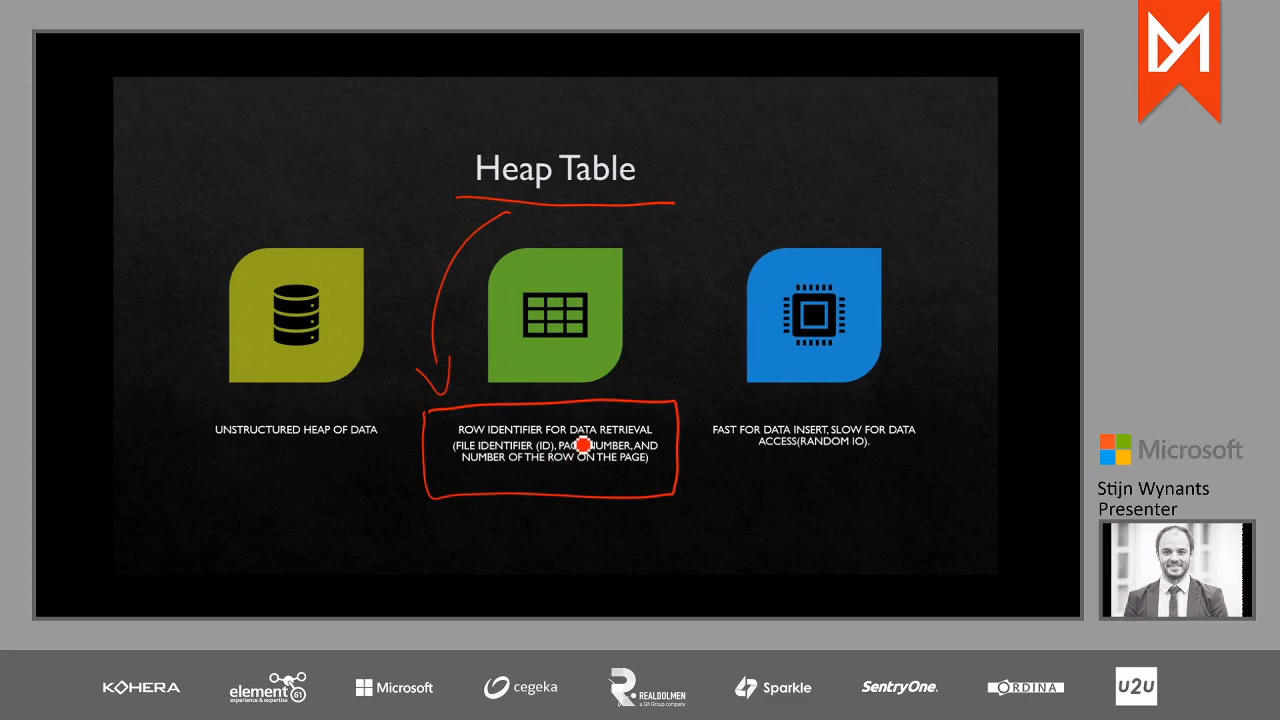 Heap Table
UNSTRUCTURED HEAP OF DATA
ROW IDENTIFIER FOR DATA RETRIEVAL
(FILE IDENTIFIER (ID), PAGE NUMBER, AND
NUMBER OF THE ROW ON THE PAGE)
FAST FOR DATA INSERT, SLOW FOR DATA
ACCESS(RANDOM IO).
Microsoft
Stijn Wynants
Presenter
KOHERA
element 61
experience & expertise
Microsoft
cegeka
REALDOLMEN
a Gfi Group company
Sparkle
SentryOne.
ORDINA
U2U